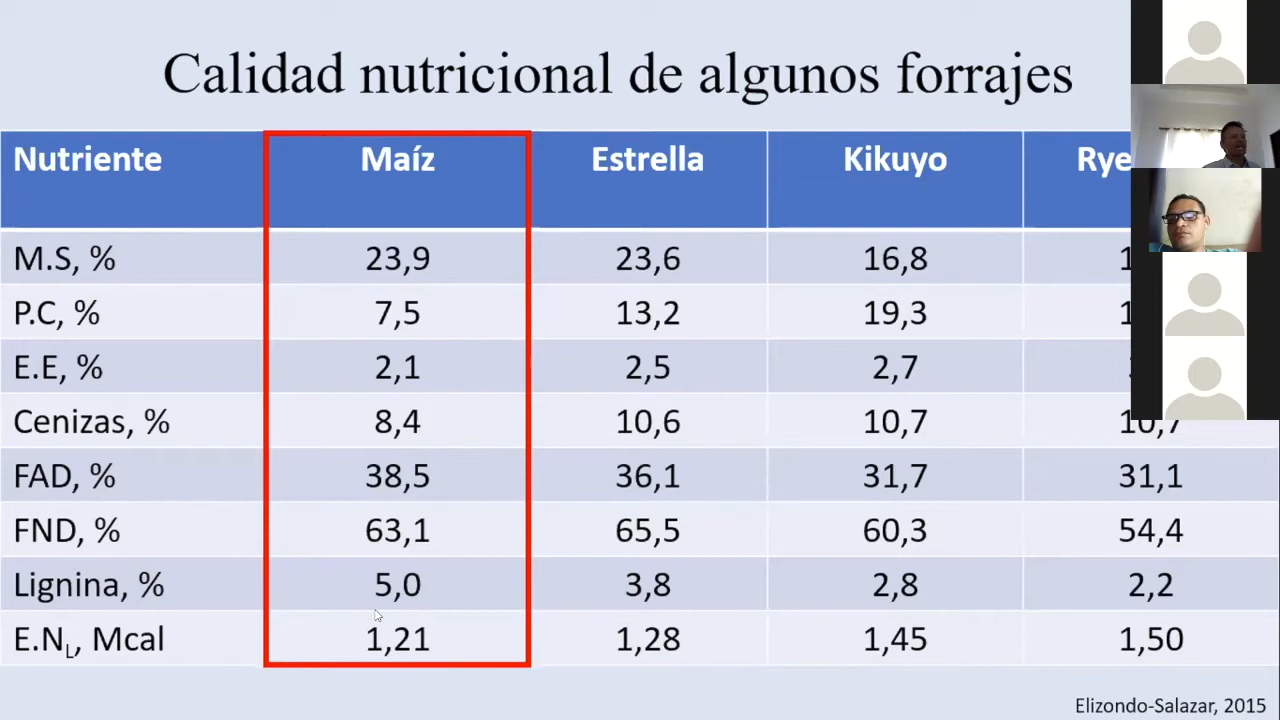 Calidad nutricional de algunos forrajes
Nutriente Maíz Estrella Kikuyo
M.S, % 23,9 23,6 16,8
P.C, % 7,5 13,2 19,3
E.E, % 2,1 2,5 2,7
Cenizas, % 8,4 10,6 10,7 10,7
FAD, % 38,5 36,1 31,7 31,1
FND, % 63,1 65,5 60,3 54,4
Lignina, % 5,0 3,8 2,8 2,2
E.N_L, Mcal 1,21 1,28 1,45 1,50
Elizondo-Salazar, 2015